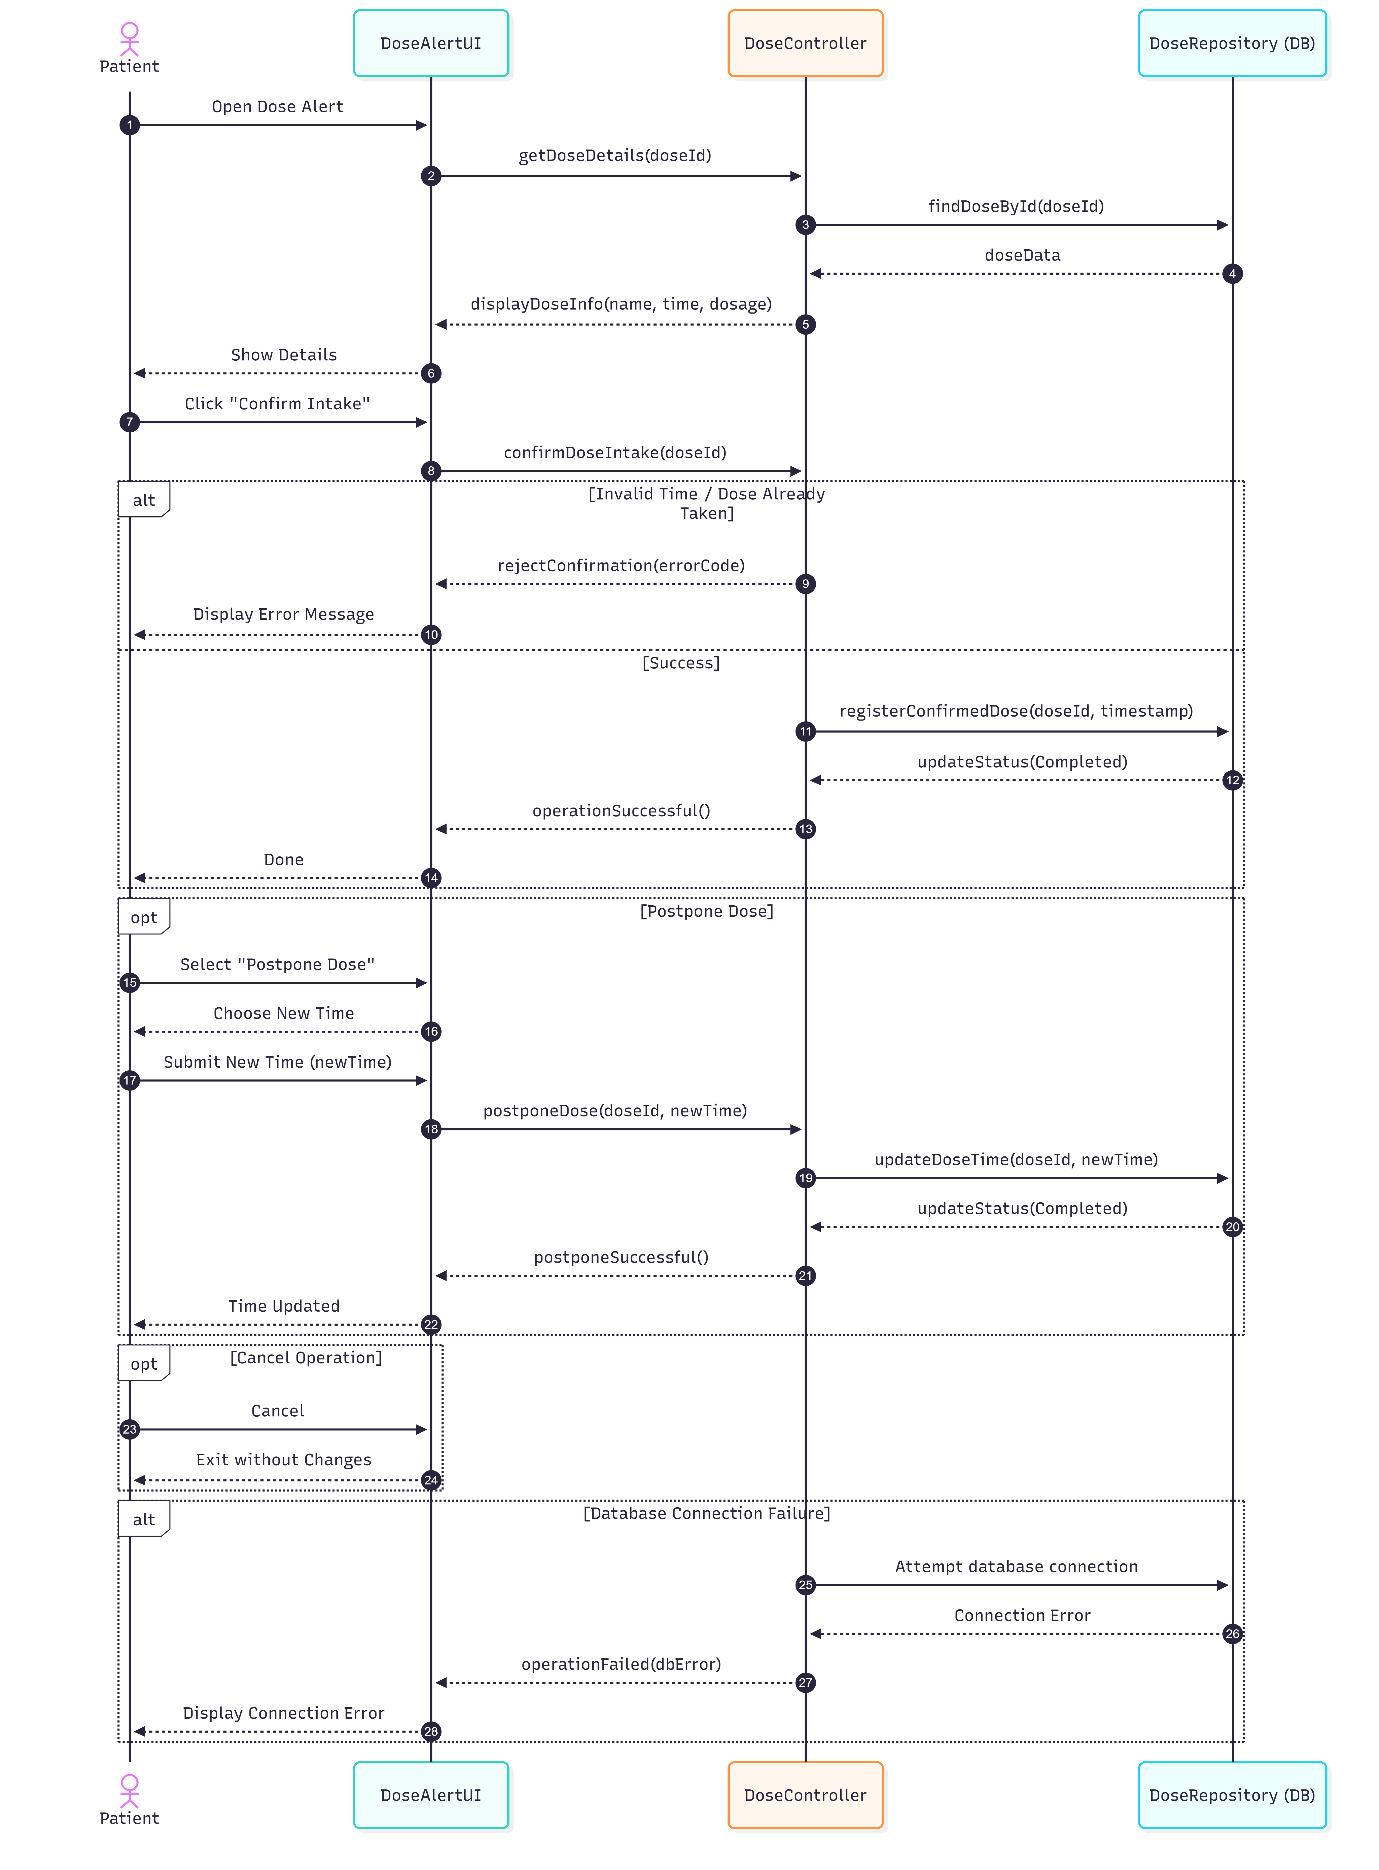 Patient
DoseAlertUI
DoseController
DoseRepository (DB)
Open Dose Alert
1
getDoseDetails(doseId)
2
findDoseById(doseId)
3
doseData
4
displayDoseInfo(name, time, dosage)
5
Show Details
6
Click "Confirm Intake"
7
confirmDoseIntake(doseId)
8
alt
[Invalid Time / Dose Already
Taken]
rejectConfirmation(errorCode)
9
Display Error Message
10
[Success]
registerConfirmedDose(doseId, timestamp)
11
updateStatus(Completed)
12
operationSuccessful()
13
Done
14
opt
[Postpone Dose]
Select "Postpone Dose"
15
Choose New Time
16
Submit New Time (newTime)
17
postponeDose(doseId, newTime)
18
updateDoseTime(doseId, newTime)
19
updateStatus(Completed)
20
postponeSuccessful()
21
Time Updated
22
opt
[Cancel Operation]
Cancel
23
Exit without Changes
24
alt
[Database Connection Failure]
Attempt database connection
25
Connection Error
26
operationFailed(dbError)
27
Display Connection Error
28
Patient
DoseAlertUI
DoseController
DoseRepository (DB)